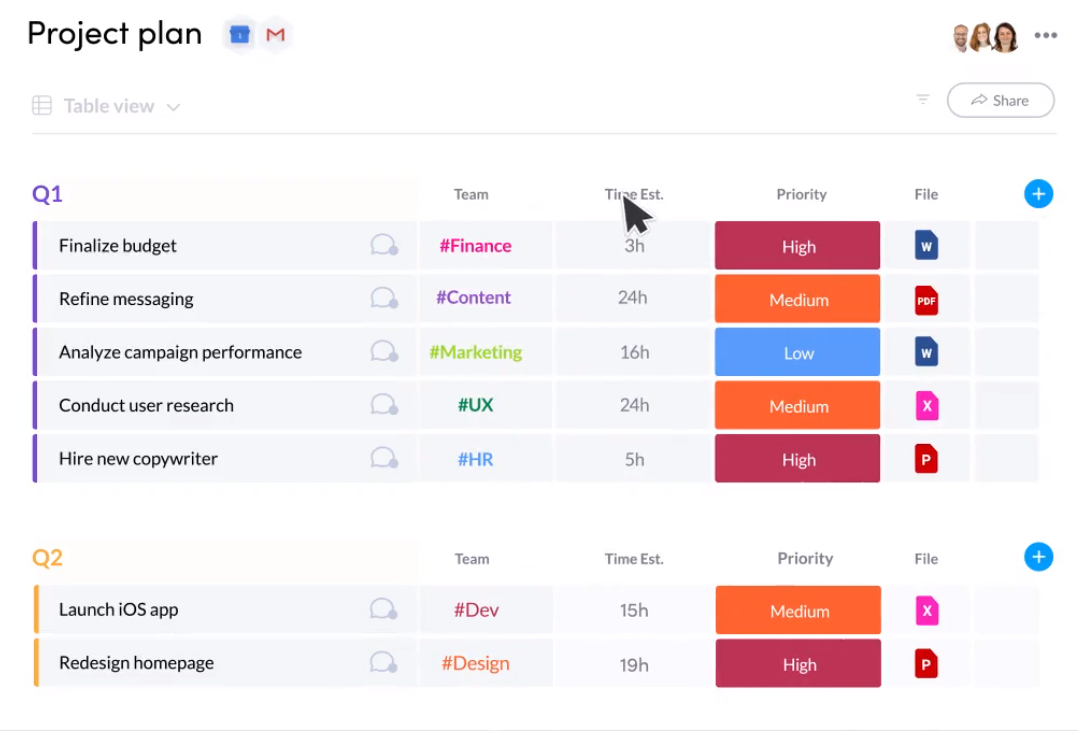 Project plan
Table view
Share
Q1 Team Time Est. Priority File
Finalize budget #Finance 3h High W
Refine messaging #Content 24h Medium PDF
Analyze campaign performance #Marketing 16h Low W
Conduct user research #UX 24h Medium X
Hire new copywriter #HR 5h High P
Q2 Team Time Est. Priority File
Launch iOS app #Dev 15h Medium X
Redesign homepage #Design 19h High P